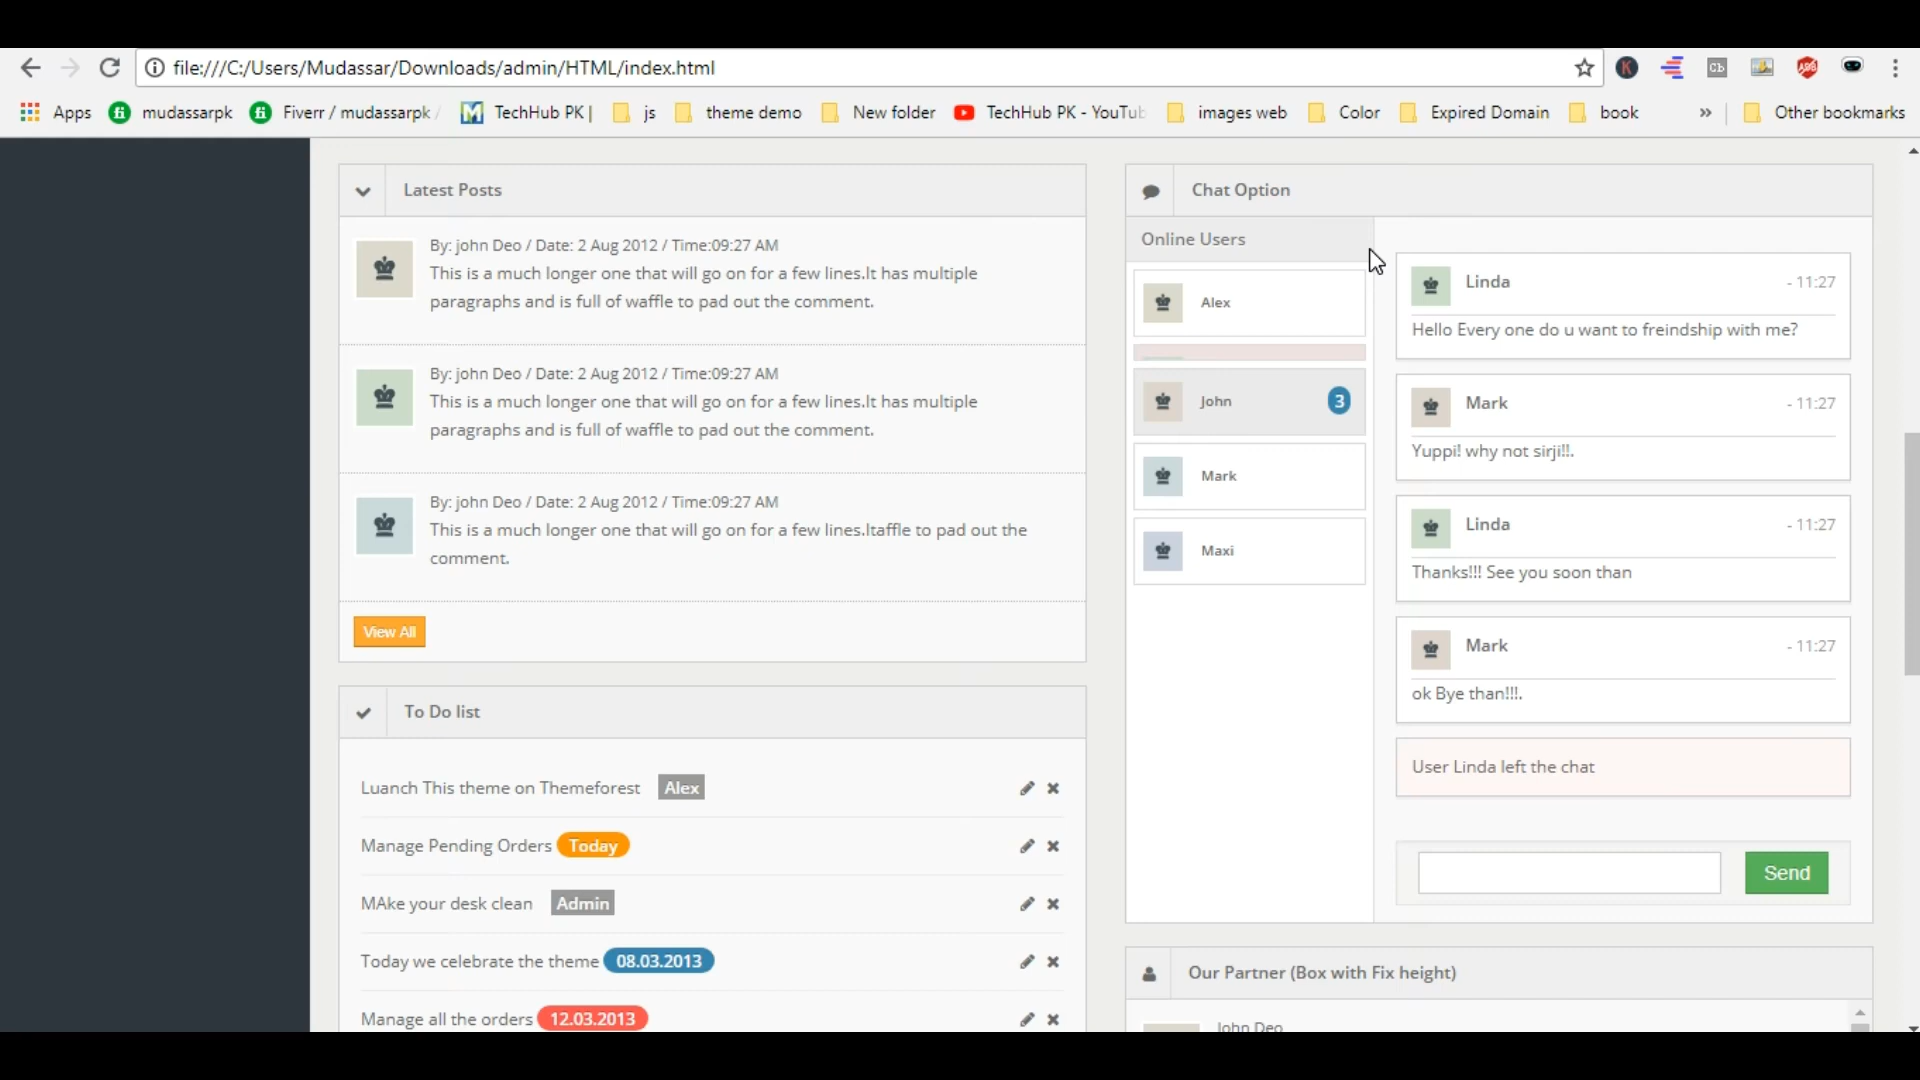 file:///C:/Users/Mudassar/Downloads/admin/HTML/index.html
Apps
mudassarpk
Fiverr / mudassarpk /
TechHub PK |
js
theme demo
New folder
TechHub PK - YouTub
images web
Color
Expired Domain
book
»
Other bookmarks
Latest Posts
By: john Deo / Date: 2 Aug 2012 / Time:09:27 AM
This is a much longer one that will go on for a few lines.It has multiple
paragraphs and is full of waffle to pad out the comment.
By: john Deo / Date: 2 Aug 2012 / Time:09:27 AM
This is a much longer one that will go on for a few lines.It has multiple
paragraphs and is full of waffle to pad out the comment.
By: john Deo / Date: 2 Aug 2012 / Time:09:27 AM
This is a much longer one that will go on for a few lines.Itaffle to pad out the
comment.
View All
To Do list
Luanch This theme on Themeforest Alex
Manage Pending Orders Today
MAke your desk clean Admin
Today we celebrate the theme 08.03.2013
Manage all the orders 12.03.2013
Chat Option
Online Users
Alex
John 3
Mark
Maxi
Linda - 11:27
Hello Every one do u want to freindship with me?
Mark - 11:27
Yuppi! why not sirji!!.
Linda - 11:27
Thanks!!! See you soon than
Mark - 11:27
ok Bye than!!!.
User Linda left the chat
Send
Our Partner (Box with Fix height)
John Deo